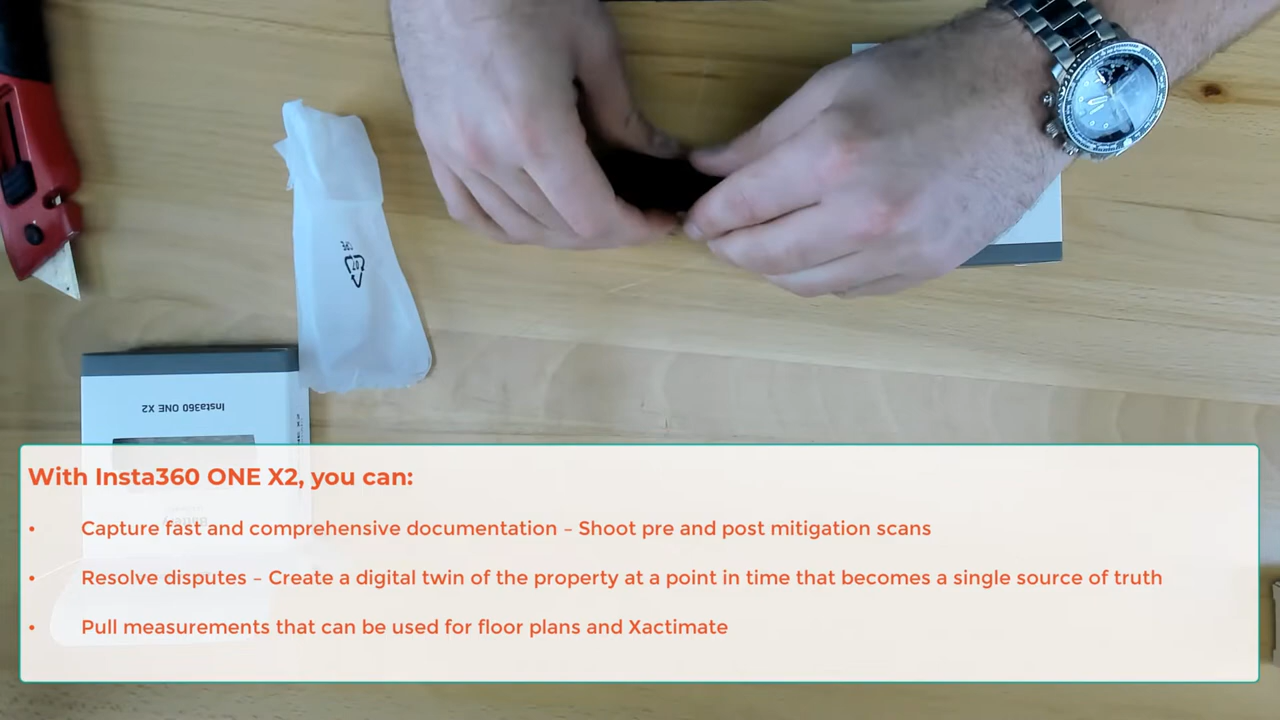 07
Insta360 ONE X2
With Insta360 ONE X2, you can:
• Capture fast and comprehensive documentation – Shoot pre and post mitigation scans
• Resolve disputes – Create a digital twin of the property at a point in time that becomes a single source of truth
• Pull measurements that can be used for floor plans and Xactimate
Battery